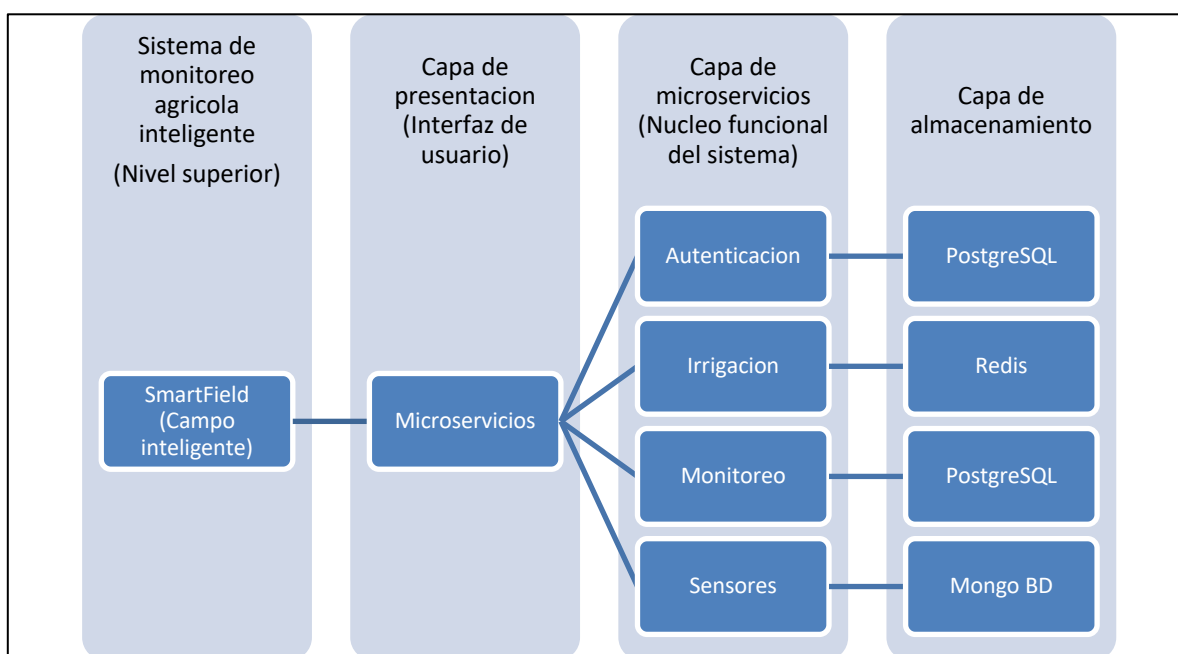 Sistema de
monitoreo
agricola
inteligente
(Nivel superior)
Capa de
presentacion
(Interfaz de
usuario)
Capa de
microservicios
(Nucleo funcional
del sistema)
Capa de
almacenamiento
SmartField
(Campo
inteligente)
Microservicios
Autenticacion
PostgreSQL
Irrigacion
Redis
Monitoreo
PostgreSQL
Sensores
Mongo BD